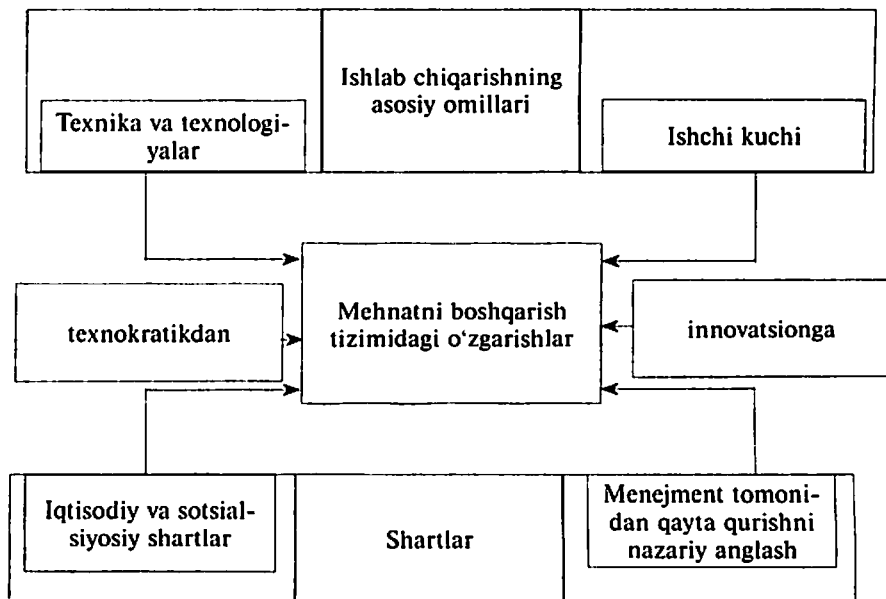 Ishlab chiqarishning
asosiy omillari
Texnika va texnologi-
yalar
Ishchi kuchi
Mehnatni boshqarish
tizimidagi o‘zgarishlar
texnokratikdan
innovatsionga
Iqtisodiy va sotsial-
siyosiy shartlar
Shartlar
Menejment tomoni-
dan qayta qurishni
nazariy anglash